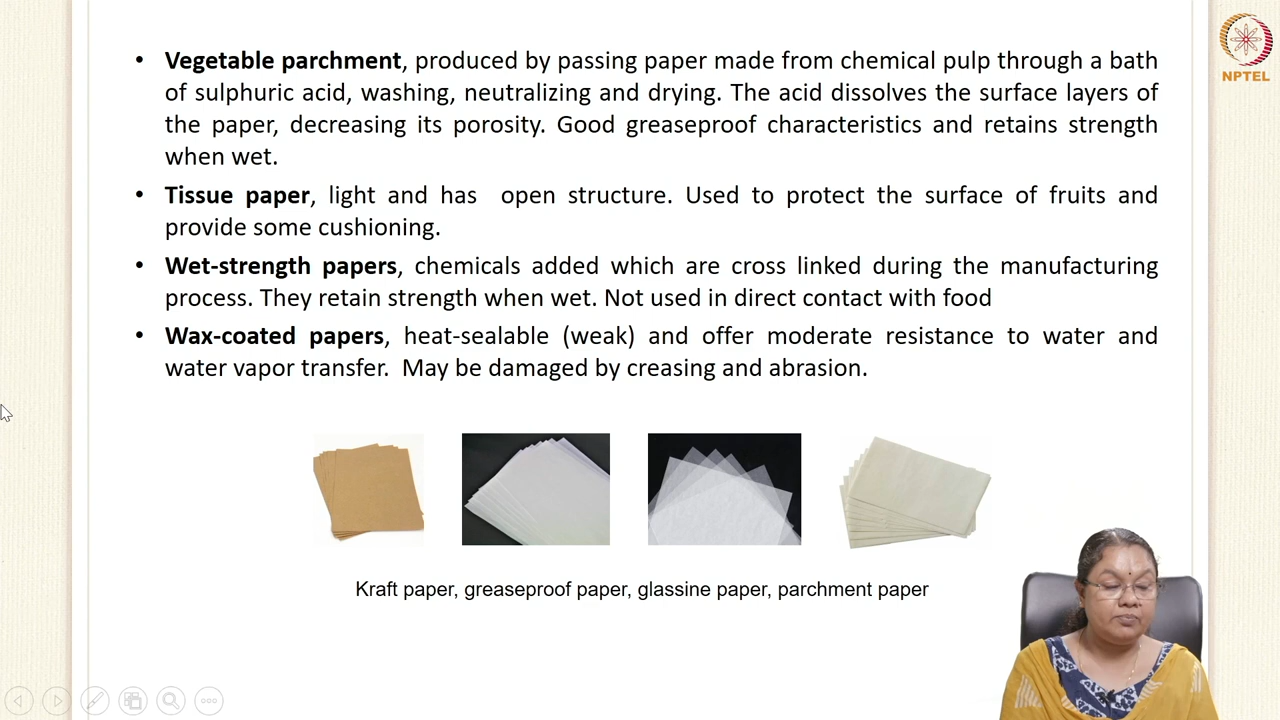 • Vegetable parchment, produced by passing paper made from chemical pulp through a bath
of sulphuric acid, washing, neutralizing and drying. The acid dissolves the surface layers of
the paper, decreasing its porosity. Good greaseproof characteristics and retains strength
when wet.
• Tissue paper, light and has open structure. Used to protect the surface of fruits and
provide some cushioning.
• Wet-strength papers, chemicals added which are cross linked during the manufacturing
process. They retain strength when wet. Not used in direct contact with food
• Wax-coated papers, heat-sealable (weak) and offer moderate resistance to water and
water vapor transfer. May be damaged by creasing and abrasion.
Kraft paper, greaseproof paper, glassine paper, parchment paper
NPTEL